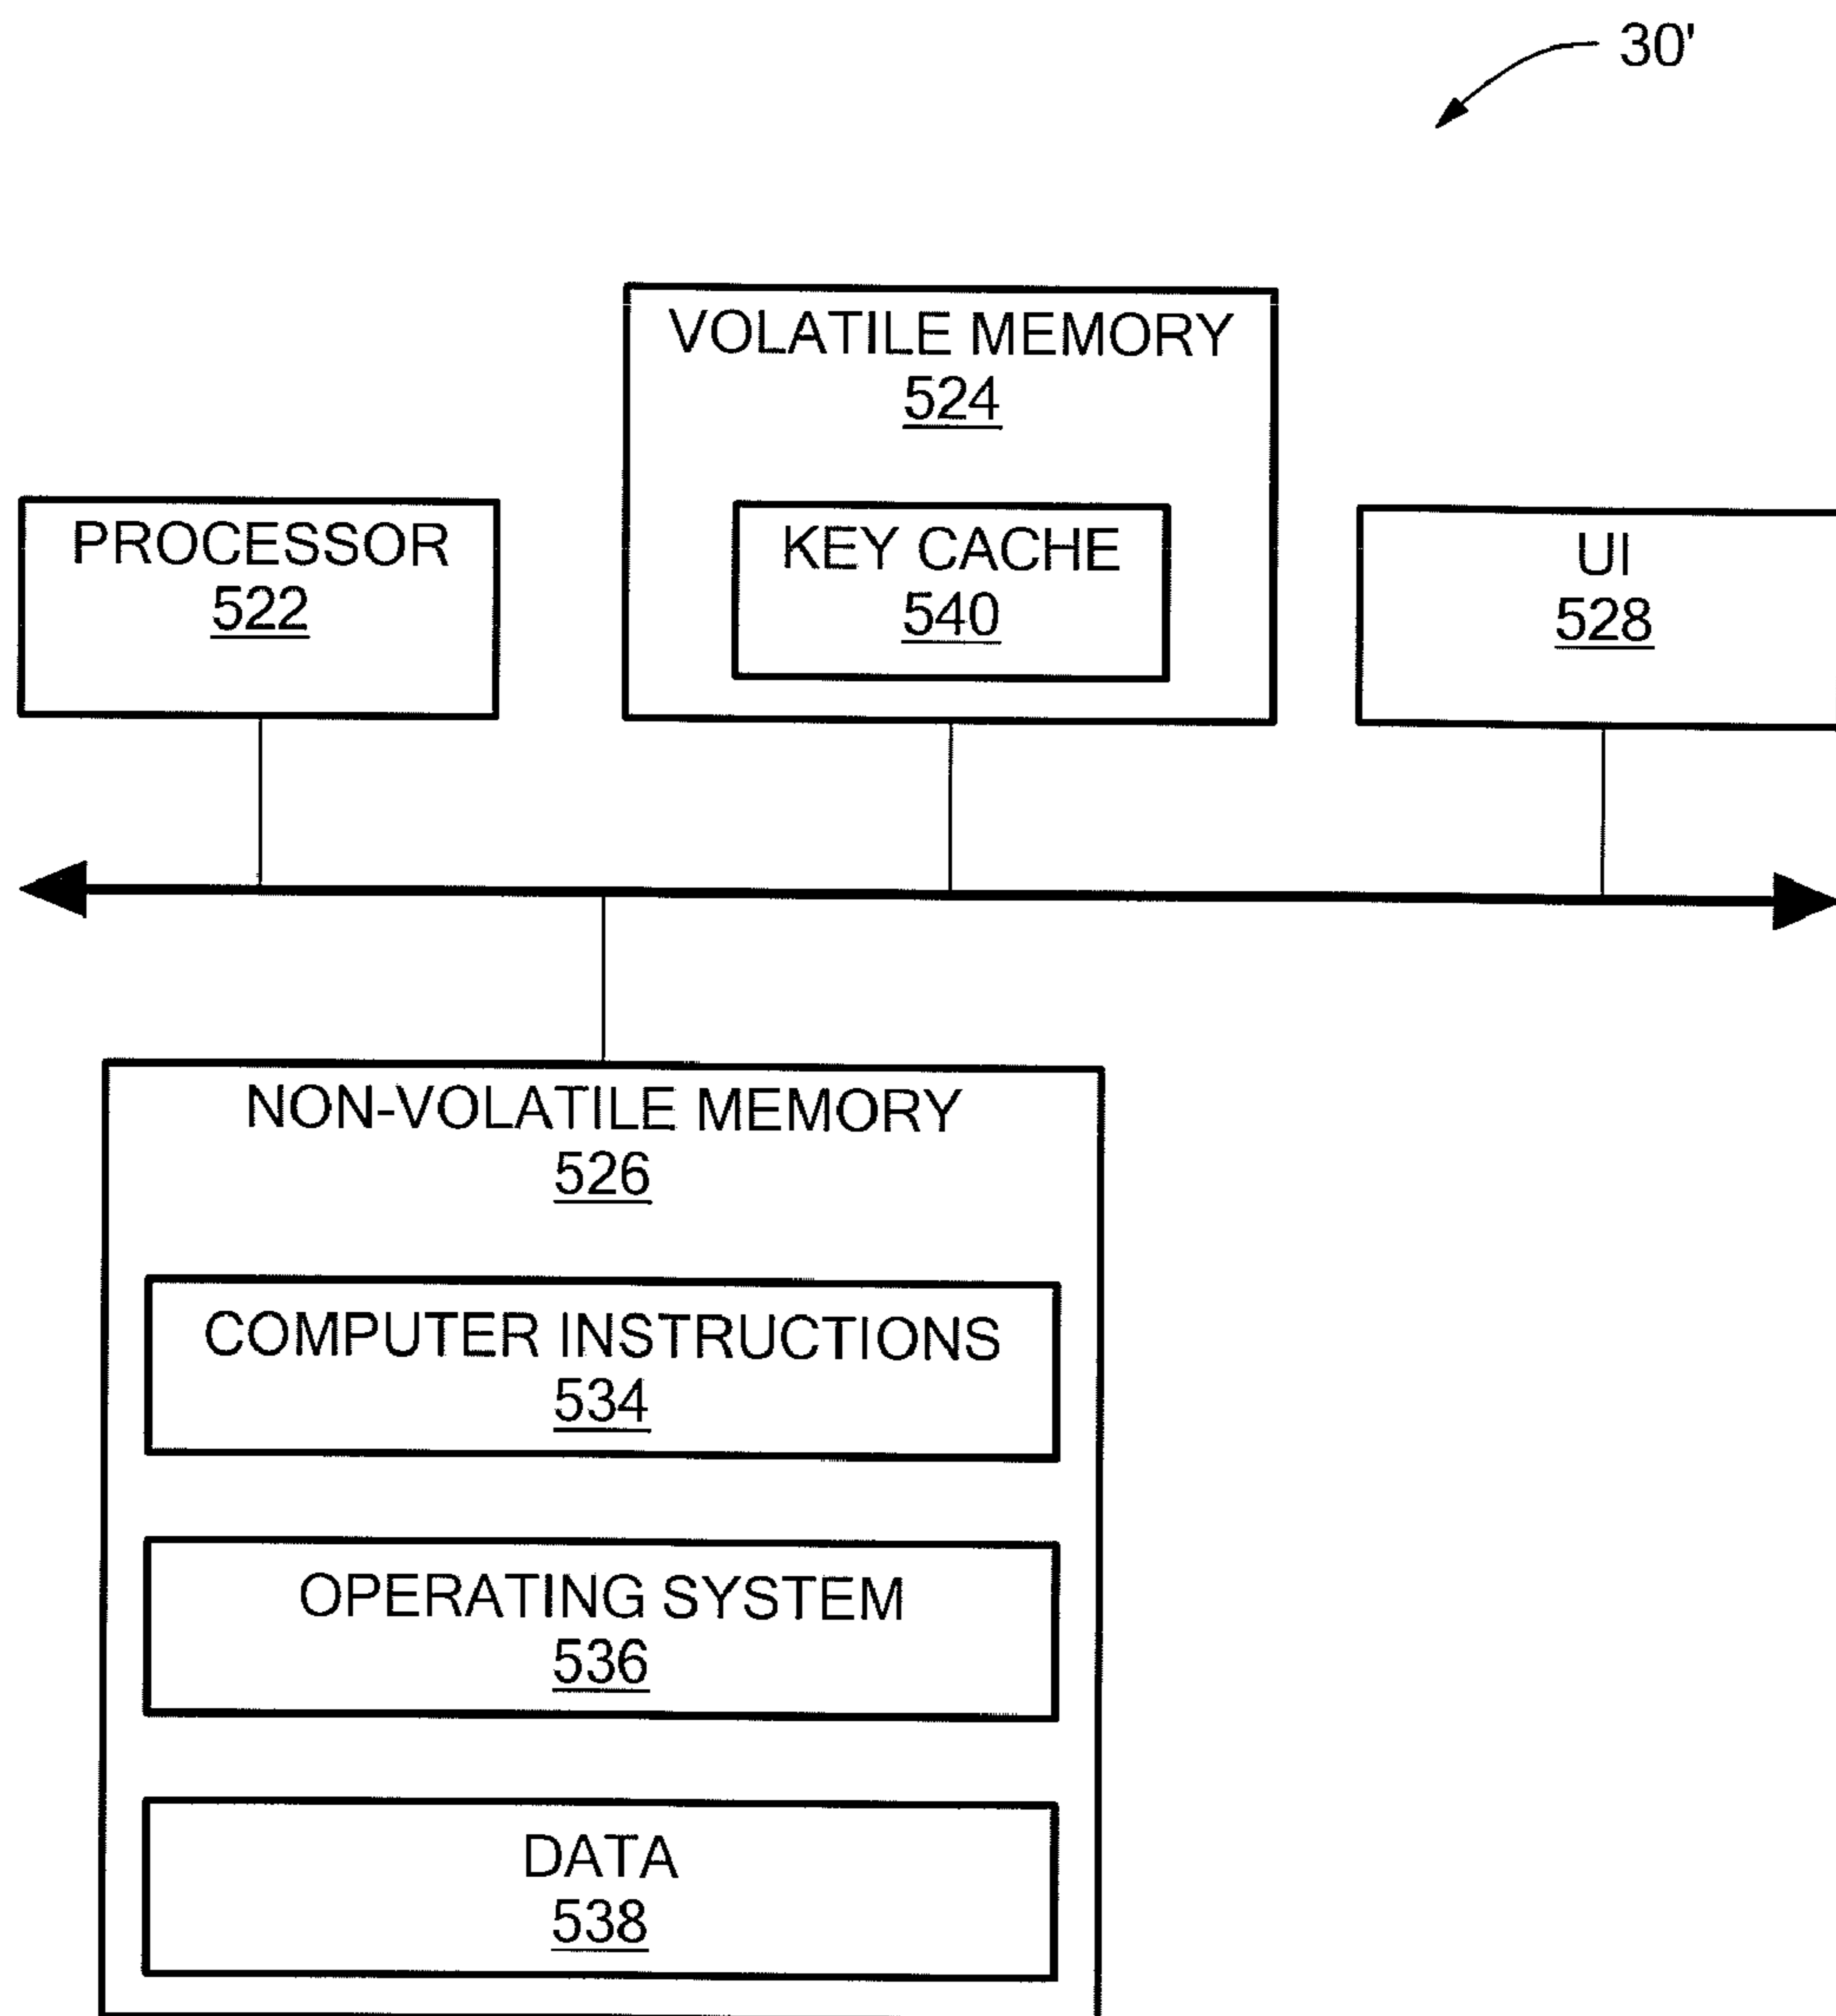 30'
VOLATILE MEMORY
524
PROCESSOR
522
KEY CACHE
540
UI
528
NON-VOLATILE MEMORY
526
COMPUTER INSTRUCTIONS
534
OPERATING SYSTEM
536
DATA
538